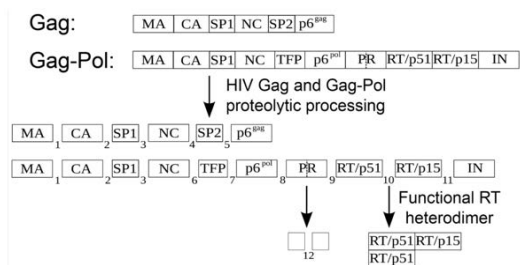 Gag: MA CA SP1 NC SP2 p6gag
Gag-Pol: MA CA SP1 NC TFP p6pol PR RT/p51 RT/p15 IN
HIV Gag and Gag-Pol
proteolytic processing
MA 1 CA 2 SP1 3 NC 4 SP2 5 p6gag
MA 1 CA 2 SP1 3 NC 6 TFP 7 p6pol 8 PR 9 RT/p51 10 RT/p15 11 IN
Functional RT
heterodimer
12
RT/p51 RT/p15
RT/p51